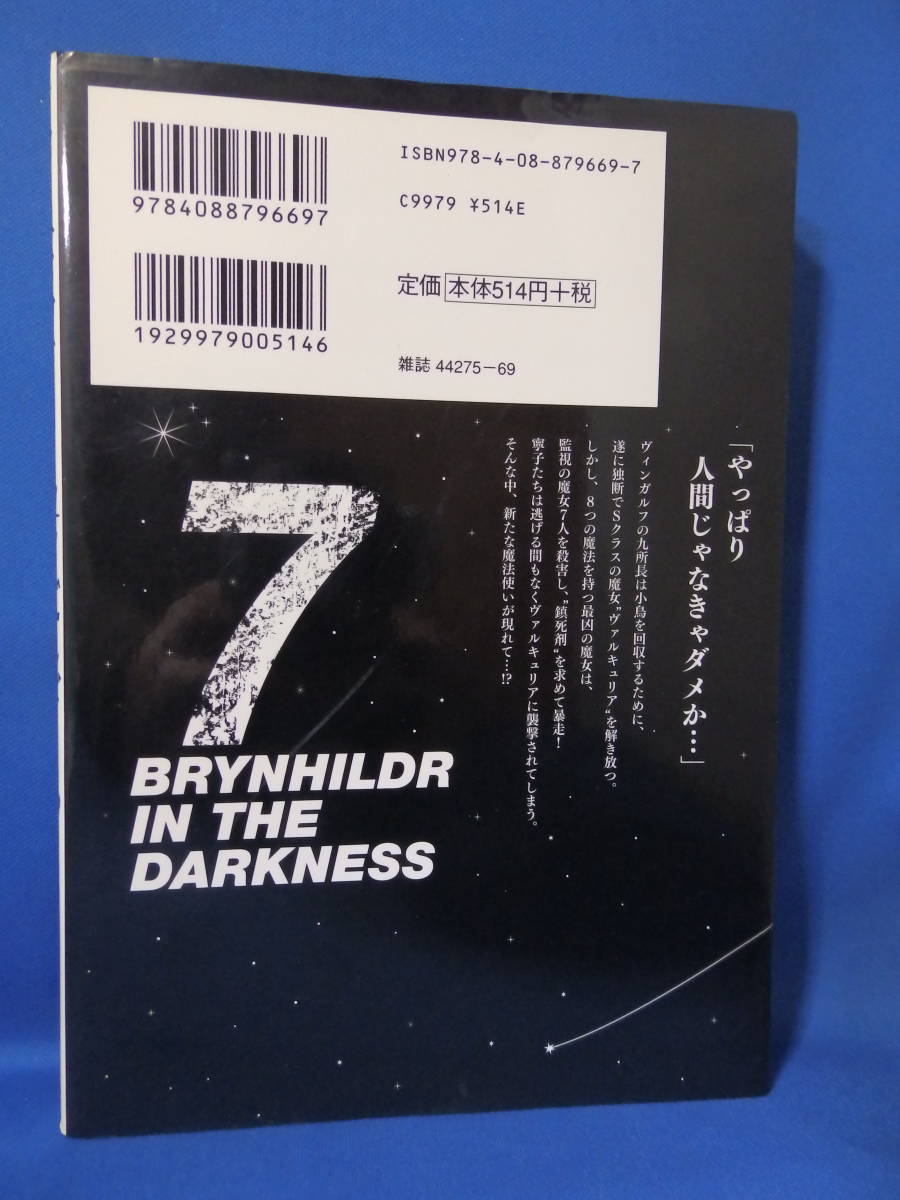 ISBN978-4-08-879669-7
9784088796697
C9979 ¥514E
定価 本体514円+税
1929979005146
雑誌 44275-69
「やっぱり
人間じゃなきゃダメか…」
ヴィンガルフの九所長は小鳥を回収するために、
遂に独断でSクラスの魔女"ヴァルキュリア"を解き放つ。
しかし、8つの魔法を持つ最凶の魔女は、
監視の魔女7人を殺害し、"鎮死剤"を求めて暴走!
寧子たちは逃げる間もなくヴァルキュリアに襲撃されてしまう。
そんな中、新たな魔法使いが現れて…!?
7
BRYNHILDR
IN THE
DARKNESS